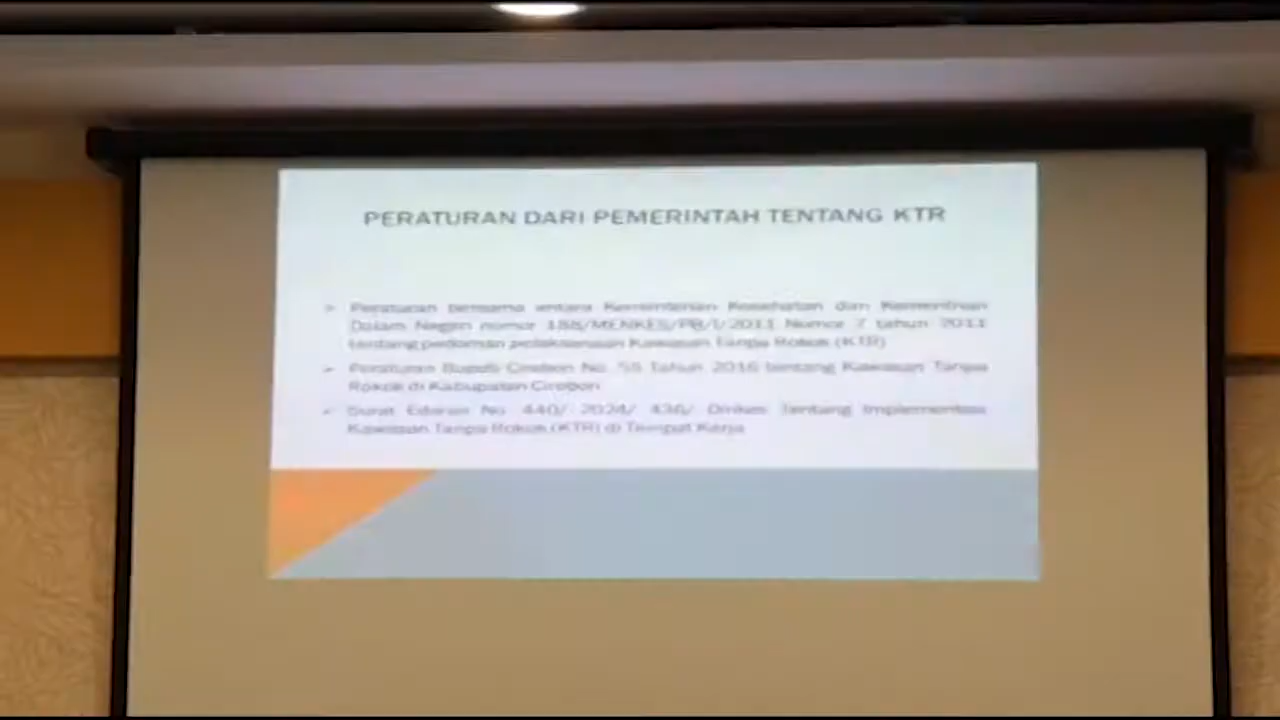 PERATURAN DARI PEMERINTAH TENTANG KTR
Peraturan bersama antara Kementerian Kesehatan dan Kementrian
Dalam Negeri nomor 188/MENKES/PB/I/2011 Nomor 7 tahun 2011
tentang pedoman pelaksanaan Kawasan Tanpa Rokok (KTR)
Peraturan Bupati Cirebon No. Tahun 2016 tentang Kawasan Tanpa
Rokok di Kabupaten Cirebon
Surat Edaran No. 440/ 2024/ Dinkes Tentang Implementasi
Kawasan Tanpa Rokok (KTR) di Tempat Kerja